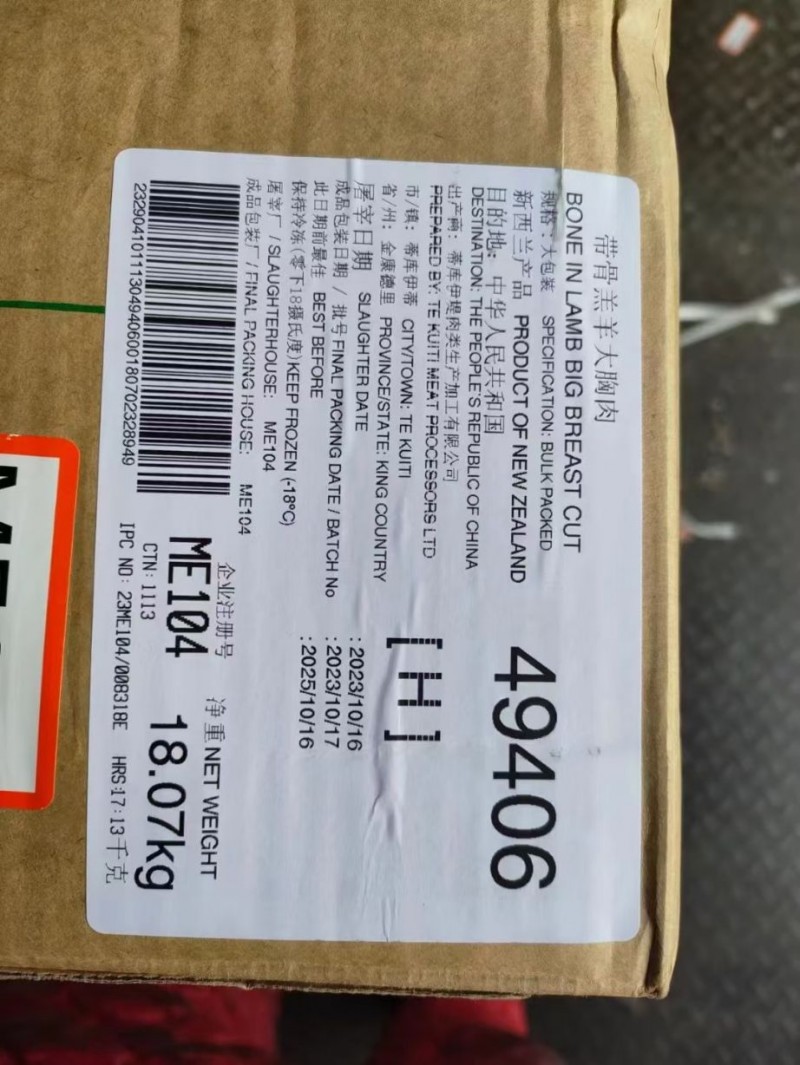 带骨羔羊大胸肉
BONE IN LAMB BIG BREAST CUT
规格：大包装 SPECIFICATION: BULK PACKED
新西兰产品 PRODUCT OF NEW ZEALAND
49406
目的地：中华人民共和国
DESTINATION: THE PEOPLE'S REPUBLIC OF CHINA
出产商：蒂库伊提肉类生产加工有限公司
PREPARED BY: TE KUITI MEAT PROCESSORS LTD
市/镇：蒂库伊蒂 CITY/TOWN: TE KUITI
省/州：金康德里 PROVINCE/STATE: KING COUNTRY
[H]
屠宰日期 SLAUGHTER DATE : 2023/10/16
成品包装日期 / 批号 FINAL PACKING DATE / BATCH No : 2023/10/17
此日期前最佳 BEST BEFORE : 2025/10/16
保持冷冻(零下18摄氏度)KEEP FROZEN (-18°C)
屠宰厂 / SLAUGHTERHOUSE: ME104
成品包装厂 / FINAL PACKING HOUSE: ME104
企业注册号 净重 NET WEIGHT
ME104 18.07kg
CTN: 1113
IPC NO: 23ME104/008318E HRS:17:13 千克
23290410111304940600180702328949